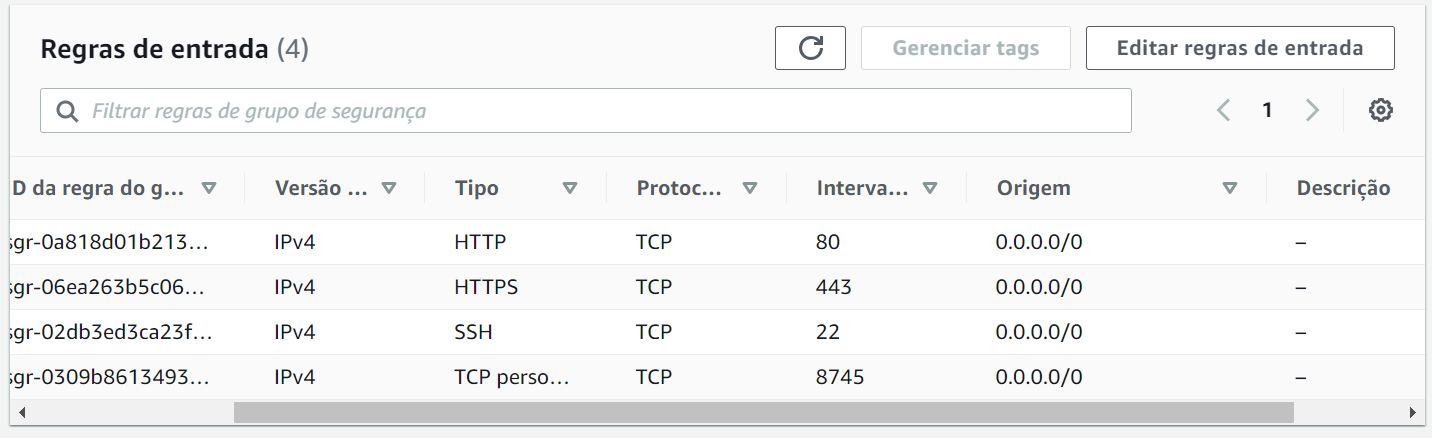 Regras de entrada (4)
Gerenciar tags
Editar regras de entrada
Filtrar regras de grupo de segurança
1
D da regra do g... Versão ... Tipo Protoc... Interva... Origem Descrição
sgr-0a818d01b213... IPv4 HTTP TCP 80 0.0.0.0/0 –
sgr-06ea263b5c06... IPv4 HTTPS TCP 443 0.0.0.0/0 –
sgr-02db3ed3ca23f... IPv4 SSH TCP 22 0.0.0.0/0 –
sgr-0309b8613493... IPv4 TCP perso... TCP 8745 0.0.0.0/0 –